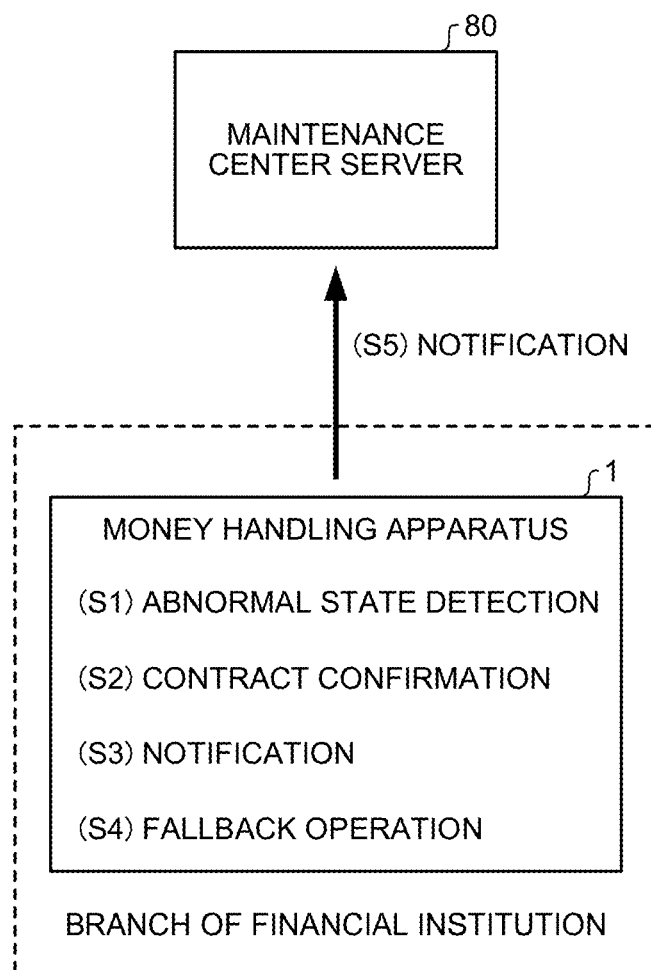 80
MAINTENANCE
CENTER SERVER
(S5) NOTIFICATION
1
MONEY HANDLING APPARATUS
(S1) ABNORMAL STATE DETECTION
(S2) CONTRACT CONFIRMATION
(S3) NOTIFICATION
(S4) FALLBACK OPERATION
BRANCH OF FINANCIAL INSTITUTION